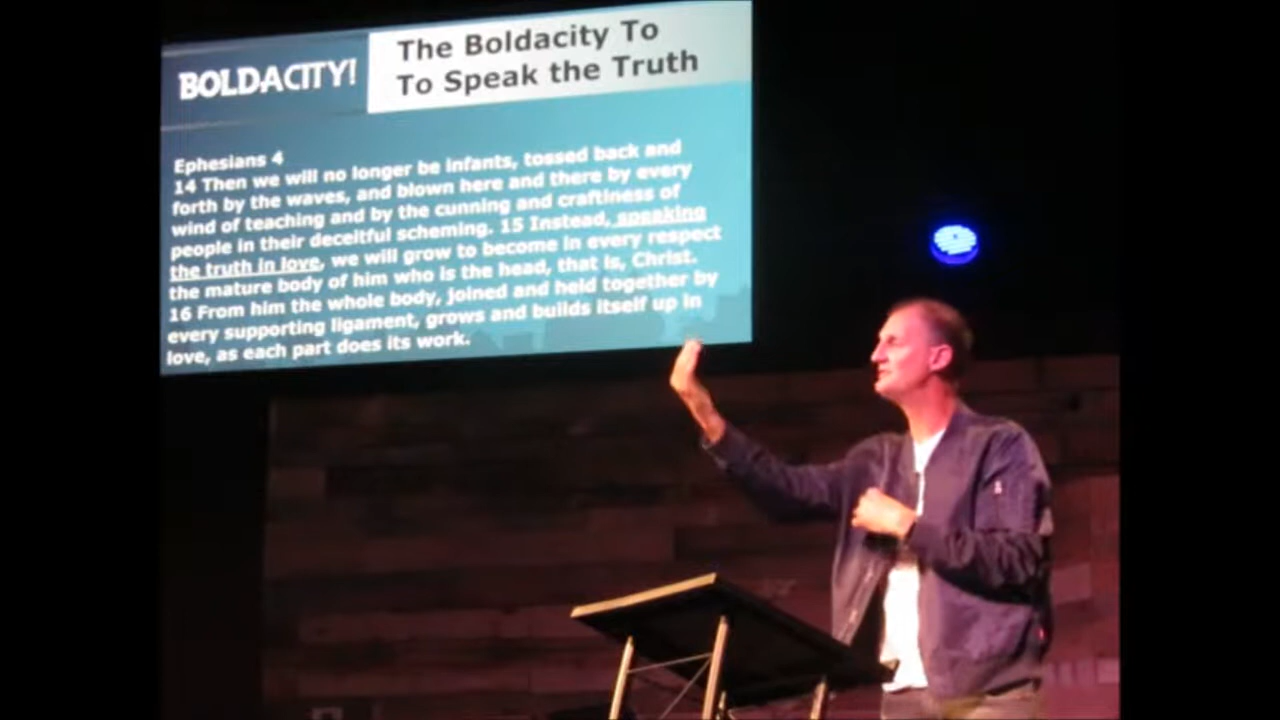 BOLDACITY!
The Boldacity To
To Speak the Truth
Ephesians 4
14 Then we will no longer be infants, tossed back and
forth by the waves, and blown here and there by every
wind of teaching and by the cunning and craftiness of
people in their deceitful scheming. 15 Instead, speaking
the truth in love, we will grow to become in every respect
the mature body of him who is the head, that is, Christ.
16 From him the whole body, joined and held together by
every supporting ligament, grows and builds itself up in
love, as each part does its work.